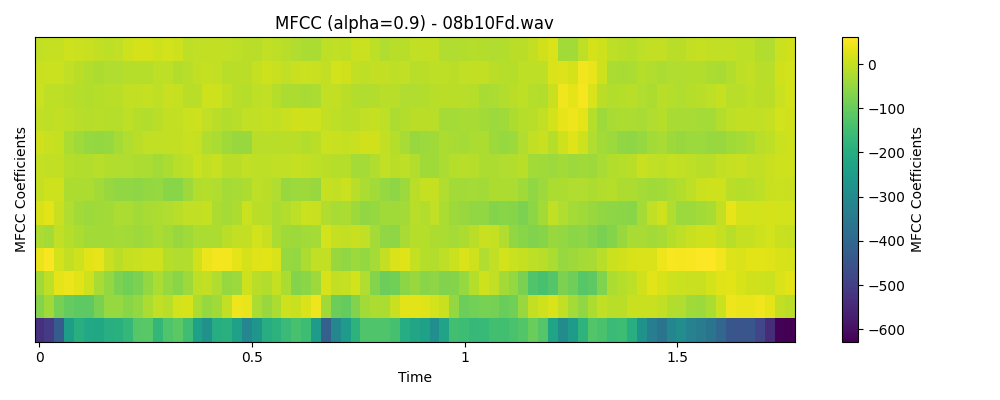 MFCC (alpha=0.9) - 08b10Fd.wav
MFCC Coefficients
0
0.5
1
1.5
Time
0
−100
−200
−300
−400
−500
−600
MFCC Coefficients